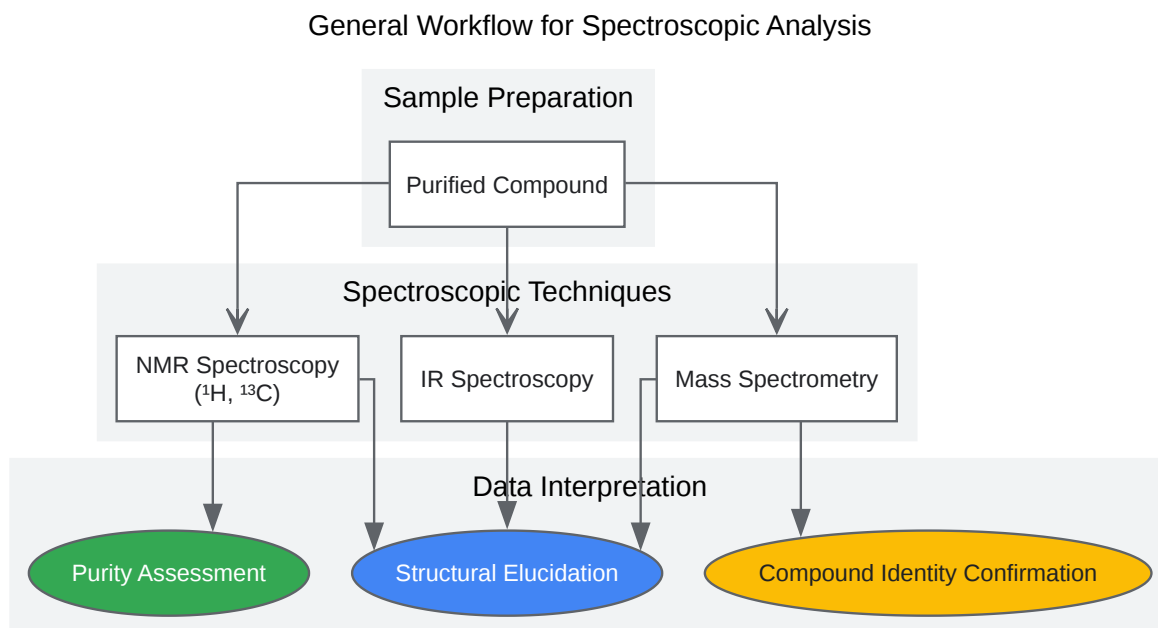 General Workflow for Spectroscopic Analysis
Sample Preparation
Purified Compound
Spectroscopic Techniques
NMR Spectroscopy
(¹H, ¹³C)
IR Spectroscopy
Mass Spectrometry
Data Interpretation
Purity Assessment
Structural Elucidation
Compound Identity Confirmation